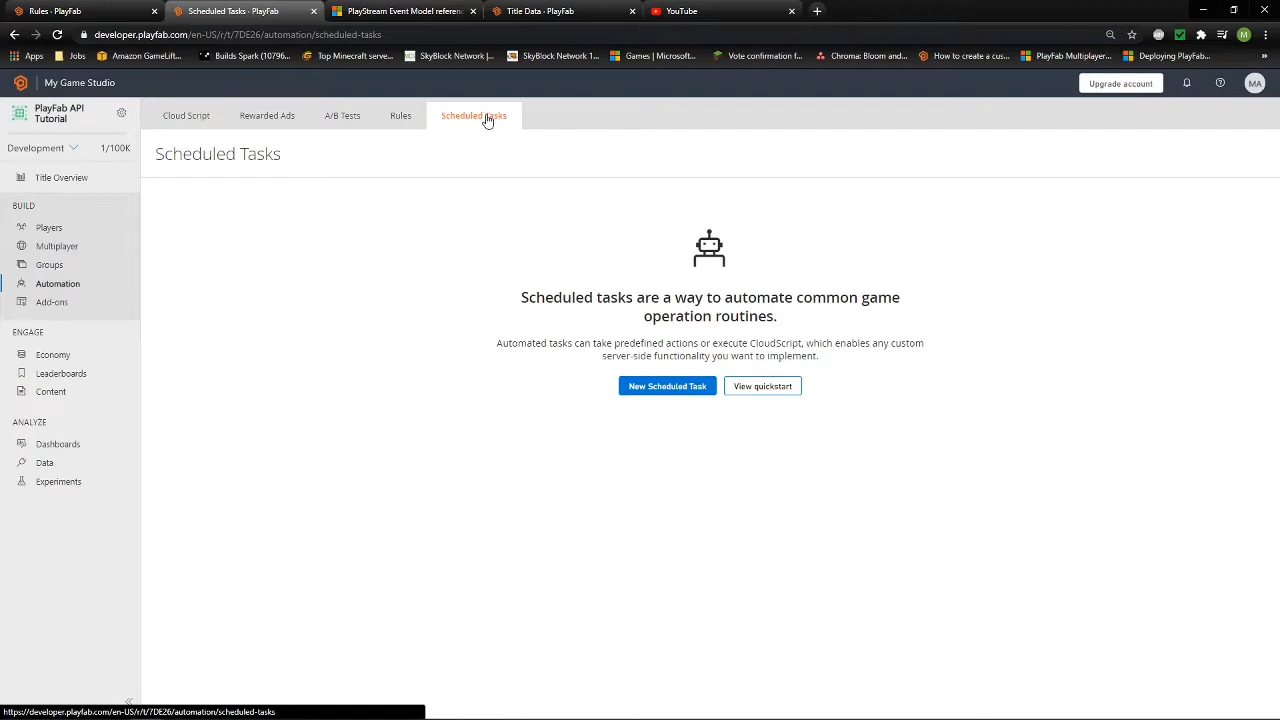 Rules - PlayFab
Scheduled Tasks - PlayFab
PlayStream Event Model referenc
Title Data - PlayFab
YouTube
developer.playfab.com/en-US/r/t/7DE26/automation/scheduled-tasks
Apps
Jobs
Amazon GameLift...
Builds Spark (10796...
Top Minecraft serve...
SkyBlock Network |...
SkyBlock Network 1...
Games | Microsoft...
Vote confirmation f...
Chroma: Bloom and...
How to create a cus...
PlayFab Multiplayer...
Deploying PlayFab...
»
M
My Game Studio
Upgrade account
MA
PlayFab API
Tutorial
Development
1/100K
Title Overview
BUILD
Players
Multiplayer
Groups
Automation
Add-ons
ENGAGE
Economy
Leaderboards
Content
ANALYZE
Dashboards
Data
Experiments
Cloud Script
Rewarded Ads
A/B Tests
Rules
Scheduled Tasks
Scheduled Tasks
Scheduled tasks are a way to automate common game
operation routines.
Automated tasks can take predefined actions or execute CloudScript, which enables any custom
server-side functionality you want to implement.
New Scheduled Task
View quickstart
https://developer.playfab.com/en-US/r/t/7DE26/automation/scheduled-tasks